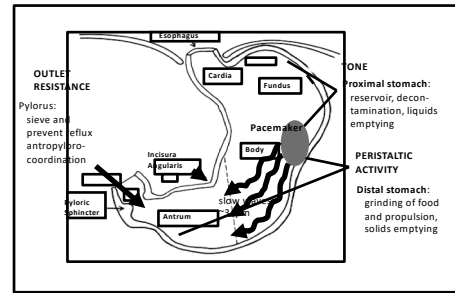 Esophagus
OUTLET
RESISTANCE
Pylorus:
sieve and
prevent reflux
antropyloro-
coordination
Cardia
Fundus
TONE
Proximal stomach:
reservoir, decon-
tamination, liquids
emptying
Pacemaker
Body
Incisura
Angularis
PERISTALTIC
ACTIVITY
Distal stomach:
grinding of food
and propulsion,
solids emptying
Pyloric
Sphincter
Antrum
slow waves